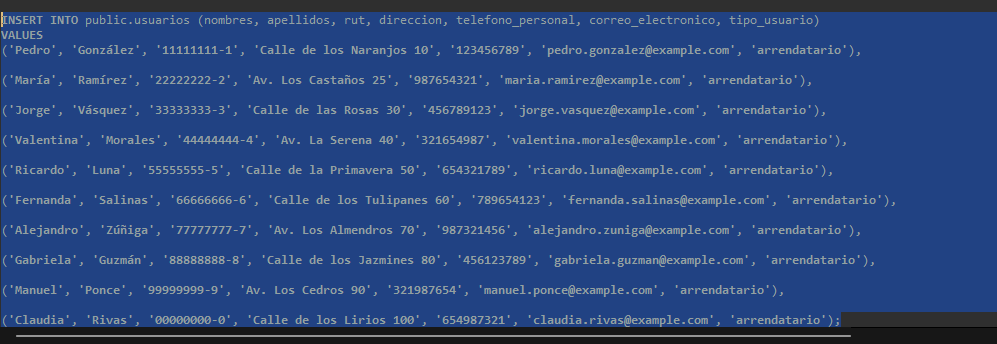 INSERT INTO public.usuarios (nombres, apellidos, rut, direccion, telefono_personal, correo_electronico, tipo_usuario)
VALUES
('Pedro', 'González', '11111111-1', 'Calle de los Naranjos 10', '123456789', 'pedro.gonzalez@example.com', 'arrendatario'),
('María', 'Ramírez', '22222222-2', 'Av. Los Castaños 25', '987654321', 'maria.ramirez@example.com', 'arrendatario'),
('Jorge', 'Vásquez', '33333333-3', 'Calle de las Rosas 30', '456789123', 'jorge.vasquez@example.com', 'arrendatario'),
('Valentina', 'Morales', '44444444-4', 'Av. La Serena 40', '321654987', 'valentina.morales@example.com', 'arrendatario'),
('Ricardo', 'Luna', '55555555-5', 'Calle de la Primavera 50', '654321789', 'ricardo.luna@example.com', 'arrendatario'),
('Fernanda', 'Salinas', '66666666-6', 'Calle de los Tulipanes 60', '789654123', 'fernanda.salinas@example.com', 'arrendatario'),
('Alejandro', 'Zúñiga', '77777777-7', 'Av. Los Almendros 70', '987321456', 'alejandro.zuniga@example.com', 'arrendatario'),
('Gabriela', 'Guzmán', '88888888-8', 'Calle de los Jazmines 80', '456123789', 'gabriela.guzman@example.com', 'arrendatario'),
('Manuel', 'Ponce', '99999999-9', 'Av. Los Cedros 90', '321987654', 'manuel.ponce@example.com', 'arrendatario'),
('Claudia', 'Rivas', '00000000-0', 'Calle de los Lirios 100', '654987321', 'claudia.rivas@example.com', 'arrendatario');